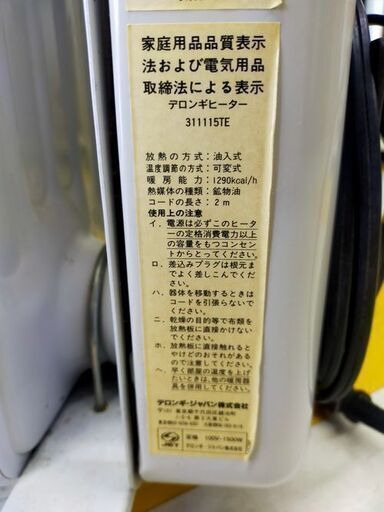 家庭用品品質表示
法および電気用品
取締法による表示
デロンギヒーター
311115TE
放熱の方式：油入式
温度調節の方式：可変式
暖房能力：1290kcal/h
熱媒体の種類：鉱物油
コードの長さ：2m
使用上の注意
イ．電源は必ずこのヒータ
ーの定格消費電力以上
の容量をもつコンセン
トからとってください。
ロ．差込みプラグは根元ま
でよく差しこんでくだ
さい。
ハ．器体を移動するときは
コードを引張らないで
ください。
ニ．乾燥の目的等で布類を
放熱板に直接かけない
でください。
ホ．放熱板に直接触れると
やけどのおそれがある
ので注意してください。
ヘ．早く部屋の温度を上げ
たいときは、他の暖房器
具を併用してください。
デロンギ・ジャパン株式会社
定格 100V-1500W
デロンギ・ジャパン株式会社